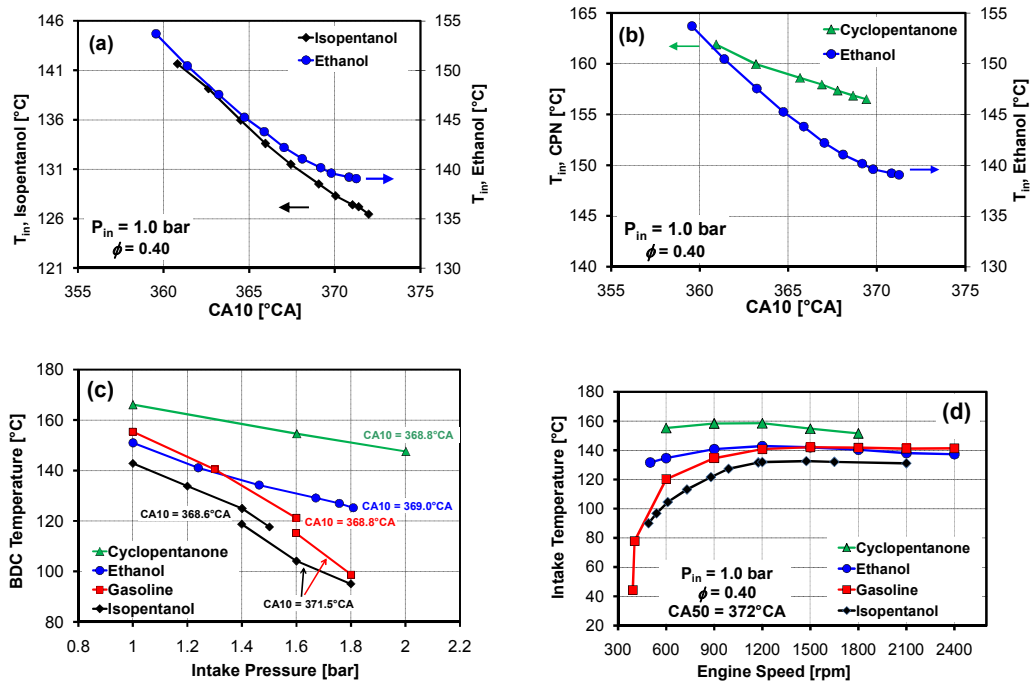 146
141
136
131
126
121
T_in, Isopentanol [°C]
(a)
Isopentanol
Ethanol
P_in = 1.0 bar
ϕ = 0.40
155
150
145
140
135
130
T_in, Ethanol [°C]
355 360 365 370 375
CA10 [°CA]
165
160
155
150
145
140
T_in, CPN [°C]
(b)
Cyclopentanone
Ethanol
P_in = 1.0 bar
ϕ = 0.40
155
150
145
140
135
130
T_in, Ethanol [°C]
355 360 365 370 375
CA10 [°CA]
180
160
140
120
100
80
BDC Temperature [°C]
(c)
CA10 = 368.8°CA
CA10 = 369.0°CA
CA10 = 368.6°CA
CA10 = 368.8°CA
CA10 = 371.5°CA
Cyclopentanone
Ethanol
Gasoline
Isopentanol
0.8 1 1.2 1.4 1.6 1.8 2 2.2
Intake Pressure [bar]
180
160
140
120
100
80
60
40
20
Intake Temperature [°C]
(d)
P_in = 1.0 bar
ϕ = 0.40
CA50 = 372°CA
Cyclopentanone
Ethanol
Gasoline
Isopentanol
300 600 900 1200 1500 1800 2100 2400
Engine Speed [rpm]